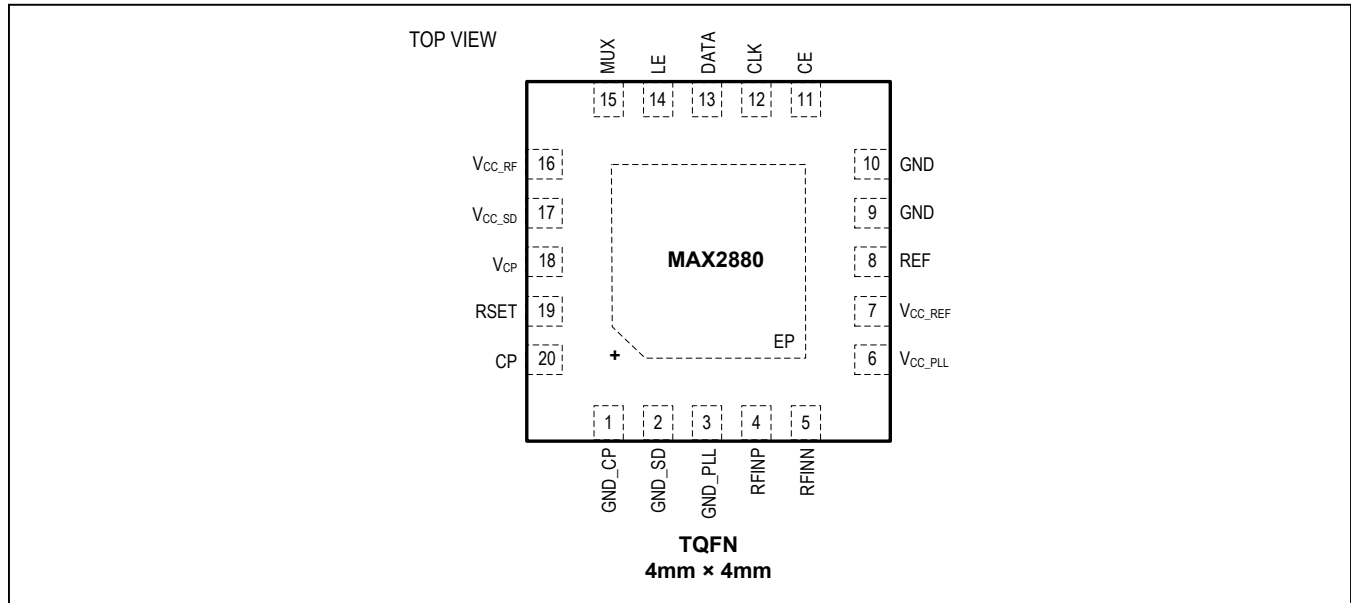 TOP VIEW
MUX
LE
DATA
CLK
CE
15
14
13
12
11
VCC_RF 16
10 GND
VCC_SD 17
9 GND
VCP 18
MAX2880
8 REF
RSET 19
7 VCC_REF
CP 20
+
EP
6 VCC_PLL
1
2
3
4
5
GND_CP
GND_SD
GND_PLL
RFINP
RFINN
TQFN
4mm × 4mm